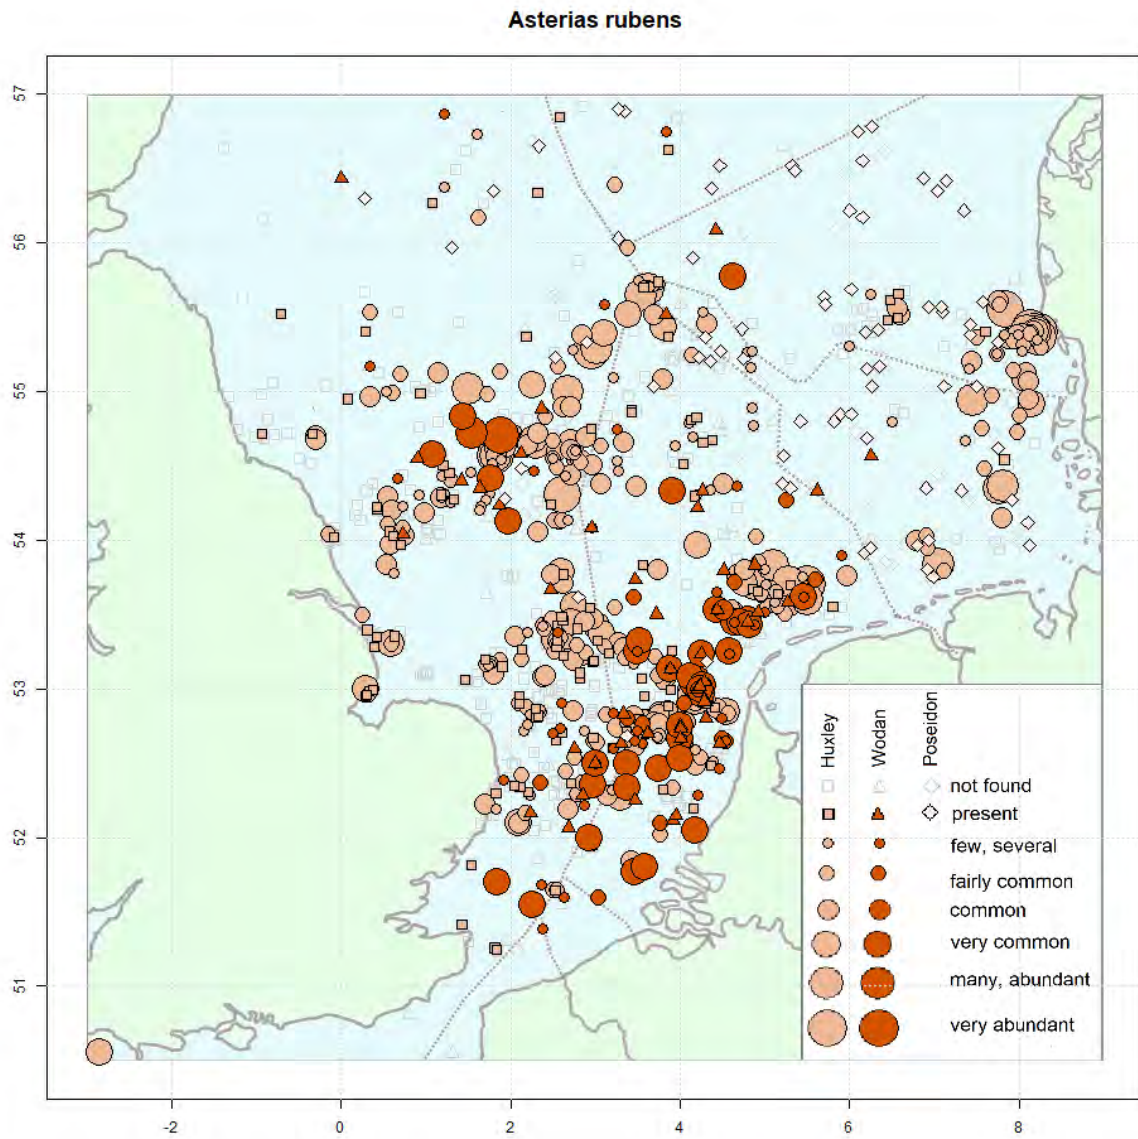 Asterias rubens
57
56
55
54
53
52
51
Huxley
Wodan
Poseidon
not found
present
few, several
fairly common
common
very common
many, abundant
very abundant
-2 0 2 4 6 8